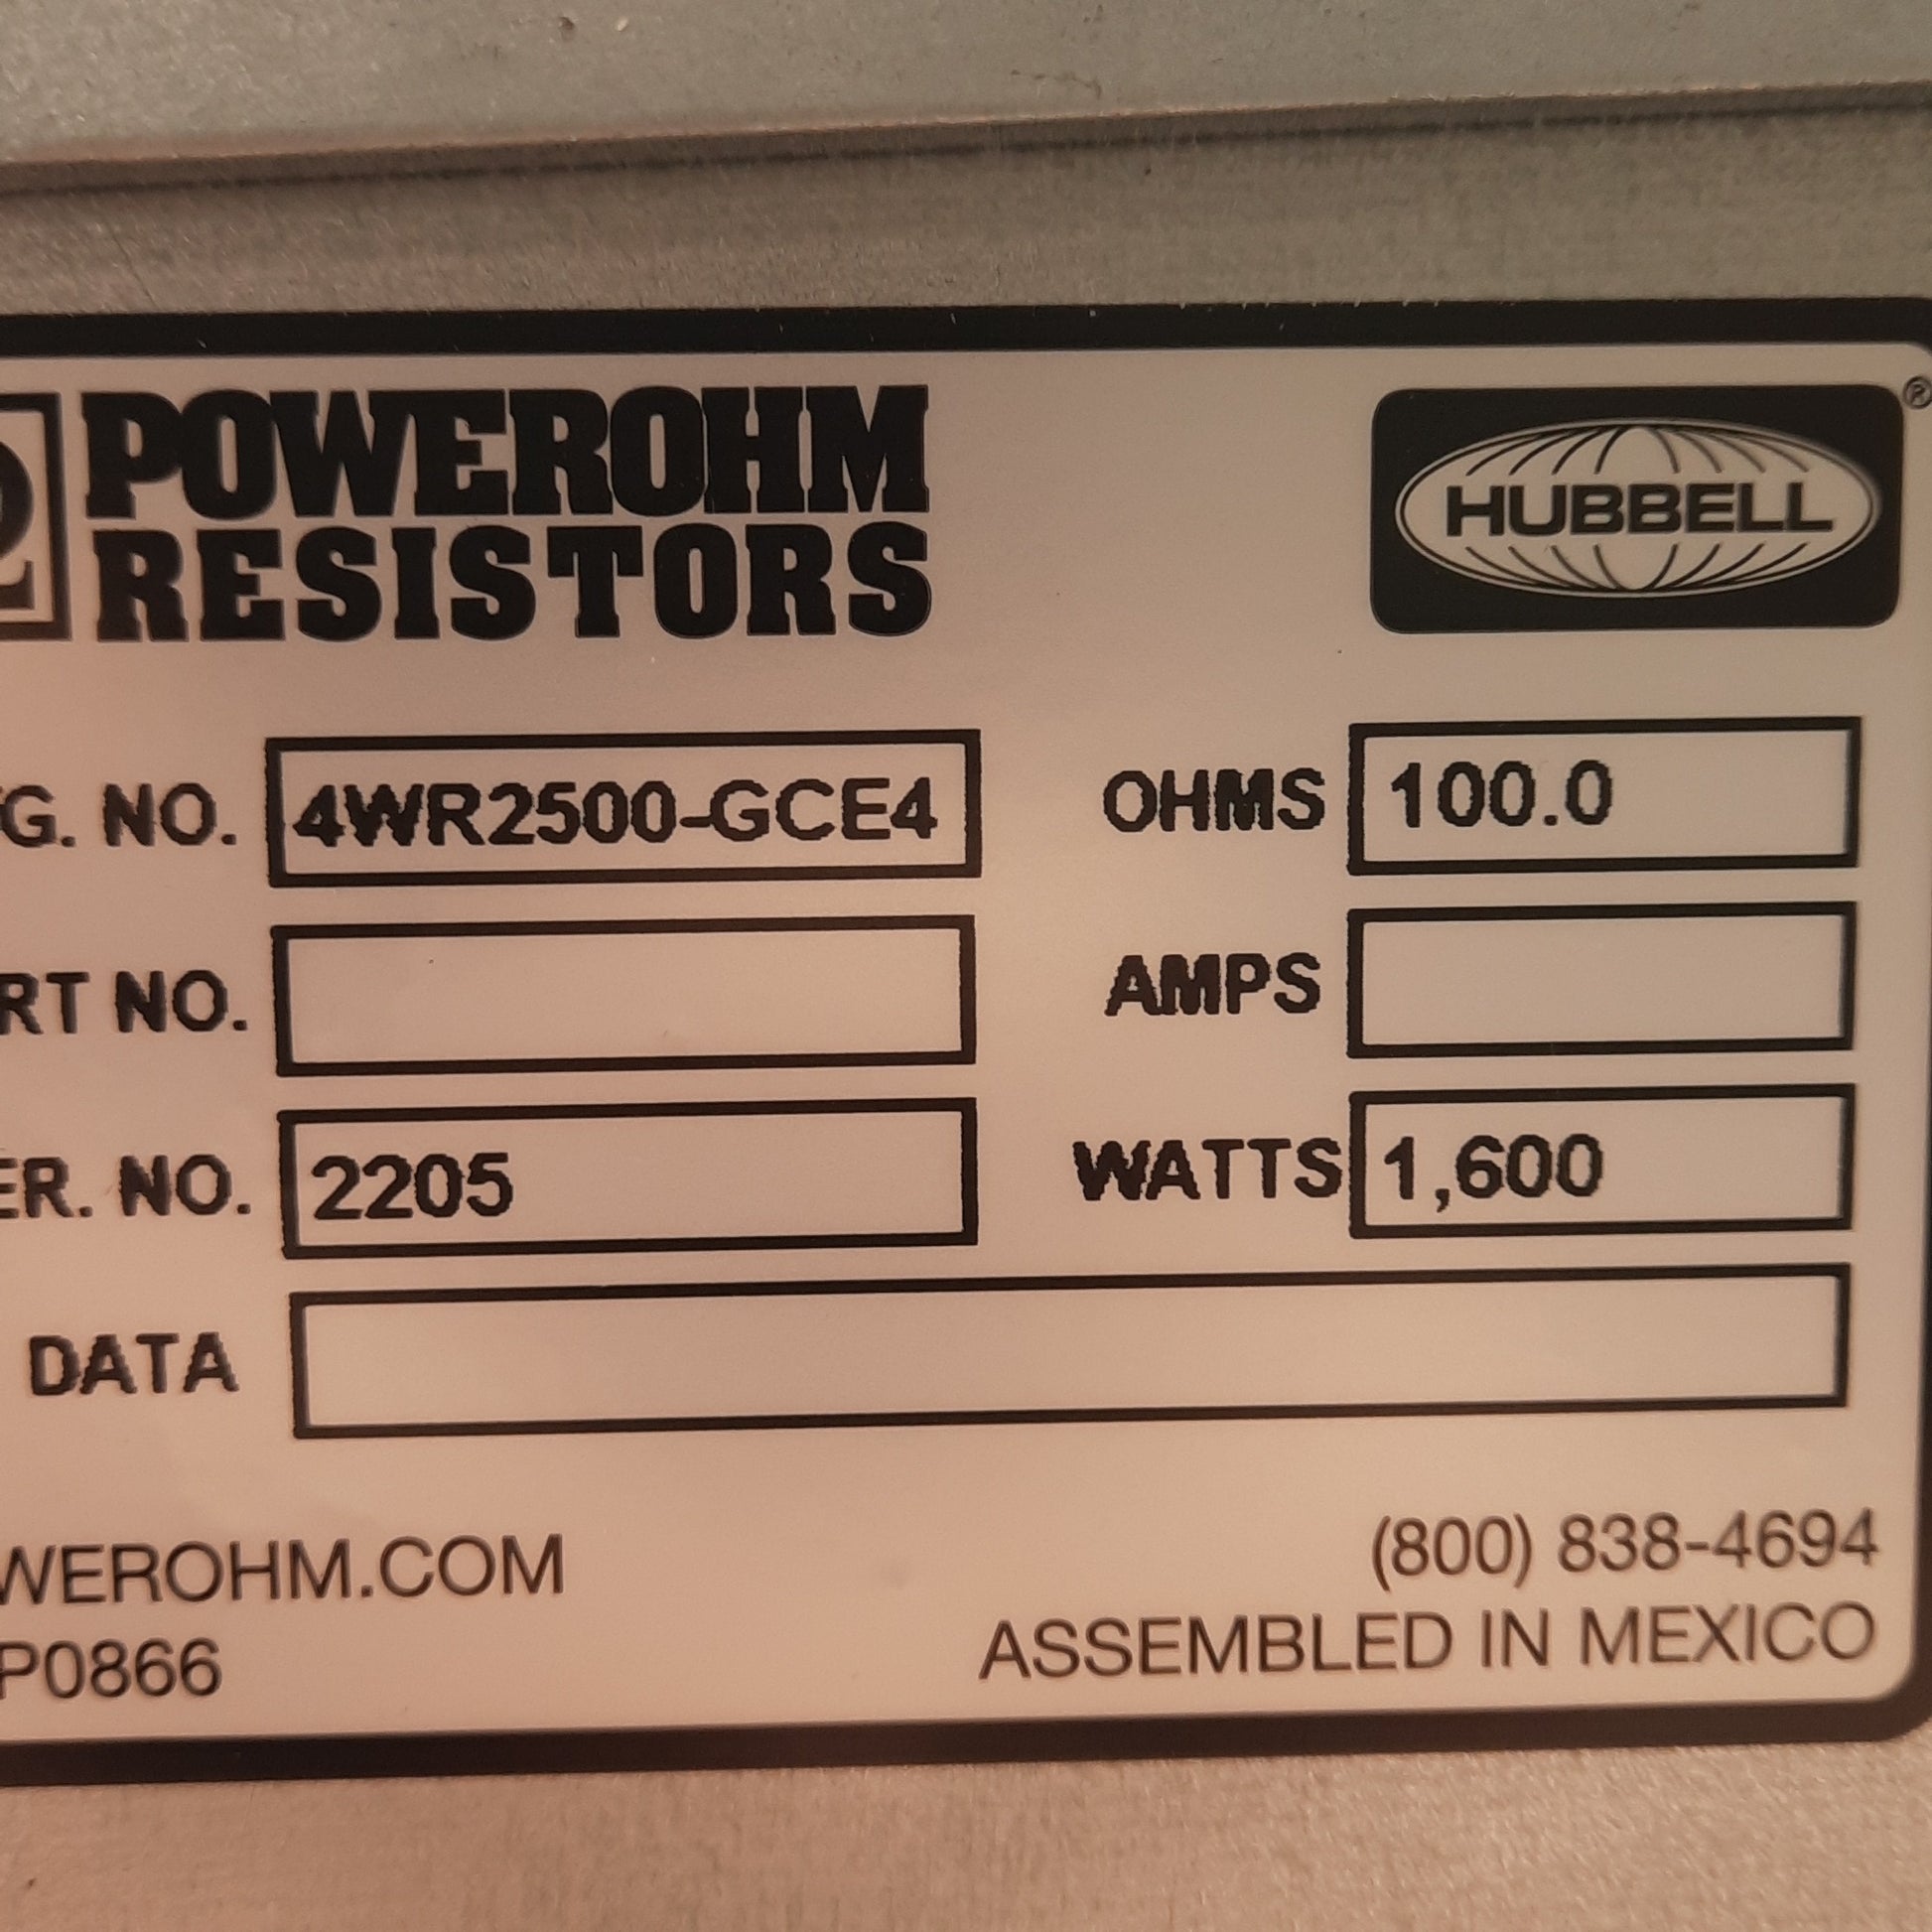 POWEROHM
RESISTORS
HUBBELL®
G. NO. 4WR2500-GCE4 OHMS 100.0
RT NO. AMPS
ER. NO. 2205 WATTS 1,600
DATA
WEROHM.COM (800) 838-4694
P0866 ASSEMBLED IN MEXICO